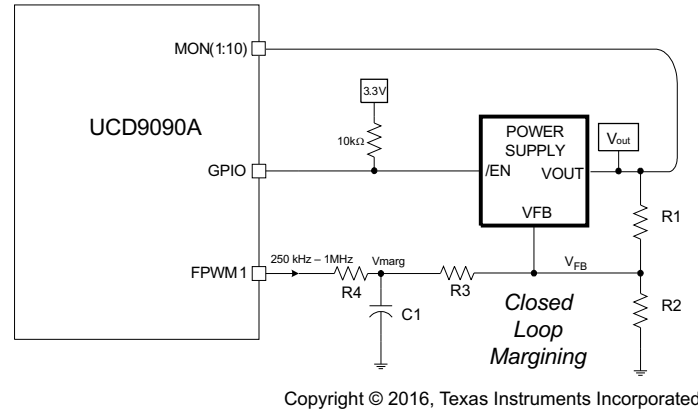 MON(1:10)
3.3V
UCD9090A
10kΩ
POWER
SUPPLY
Vout
GPIO
/EN
VOUT
R1
VFB
FPWM1
250 kHz – 1MHz
Vmarg
VFB
R4
R3
C1
R2
Closed
Loop
Margining
Copyright © 2016, Texas Instruments Incorporated